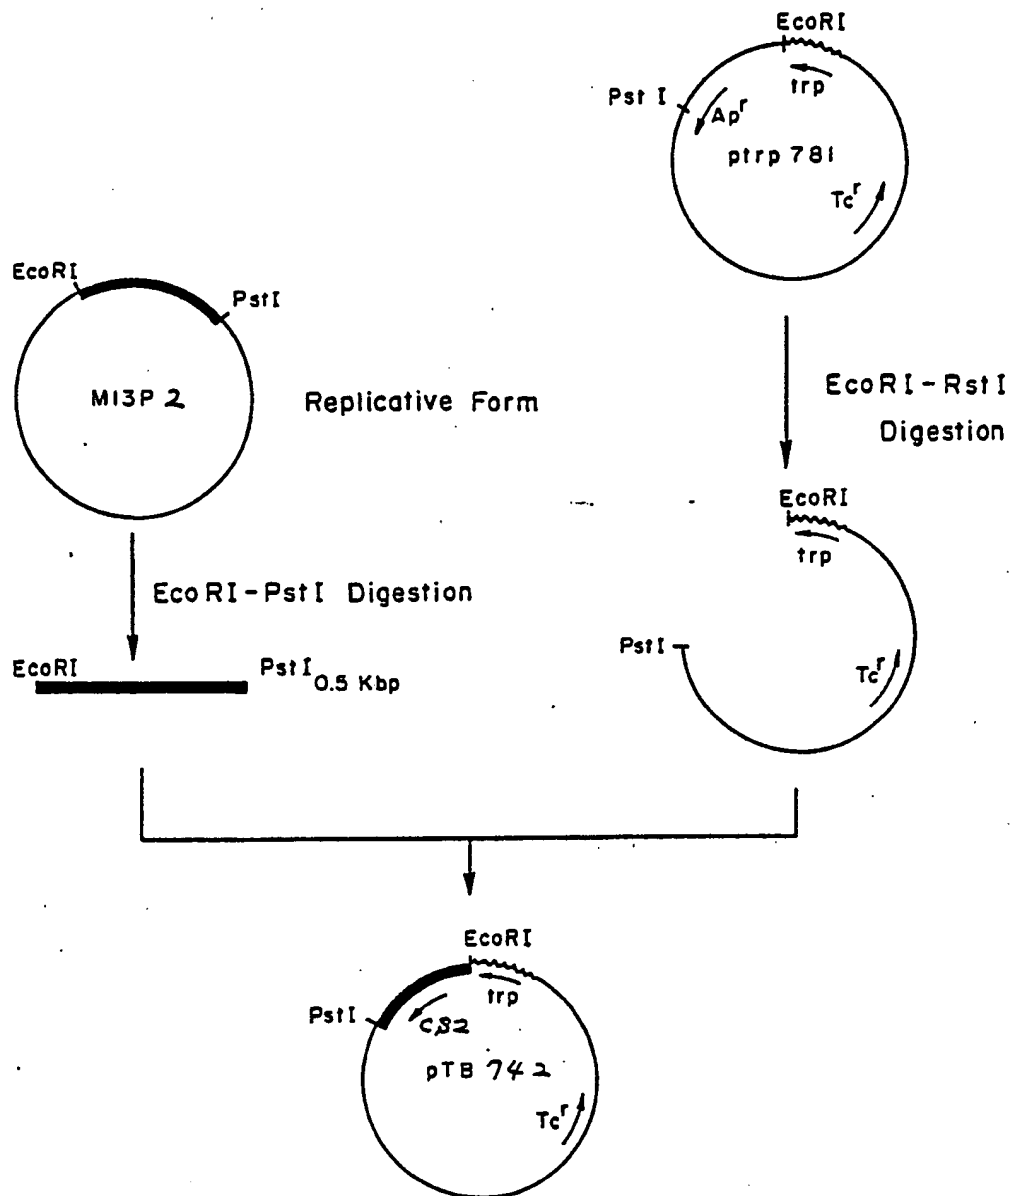 EcoRI
trp
Pst I
Apʳ
ptrp 781
Tcʳ
EcoRI
PstI
M13P 2
Replicative Form
EcoRI-RstI
Digestion
EcoRI
trp
PstI
Tcʳ
EcoRI-PstI Digestion
EcoRI
PstI
0.5 Kbp
EcoRI
trp
PstI
CS2
pTB 742
Tcʳ